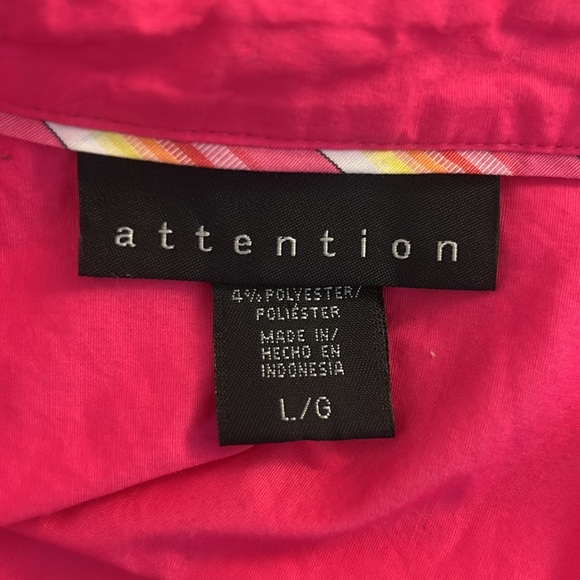 attention
4% POLYESTER/
POLIÉSTER
MADE IN/
HECHO EN
INDONESIA
L/G